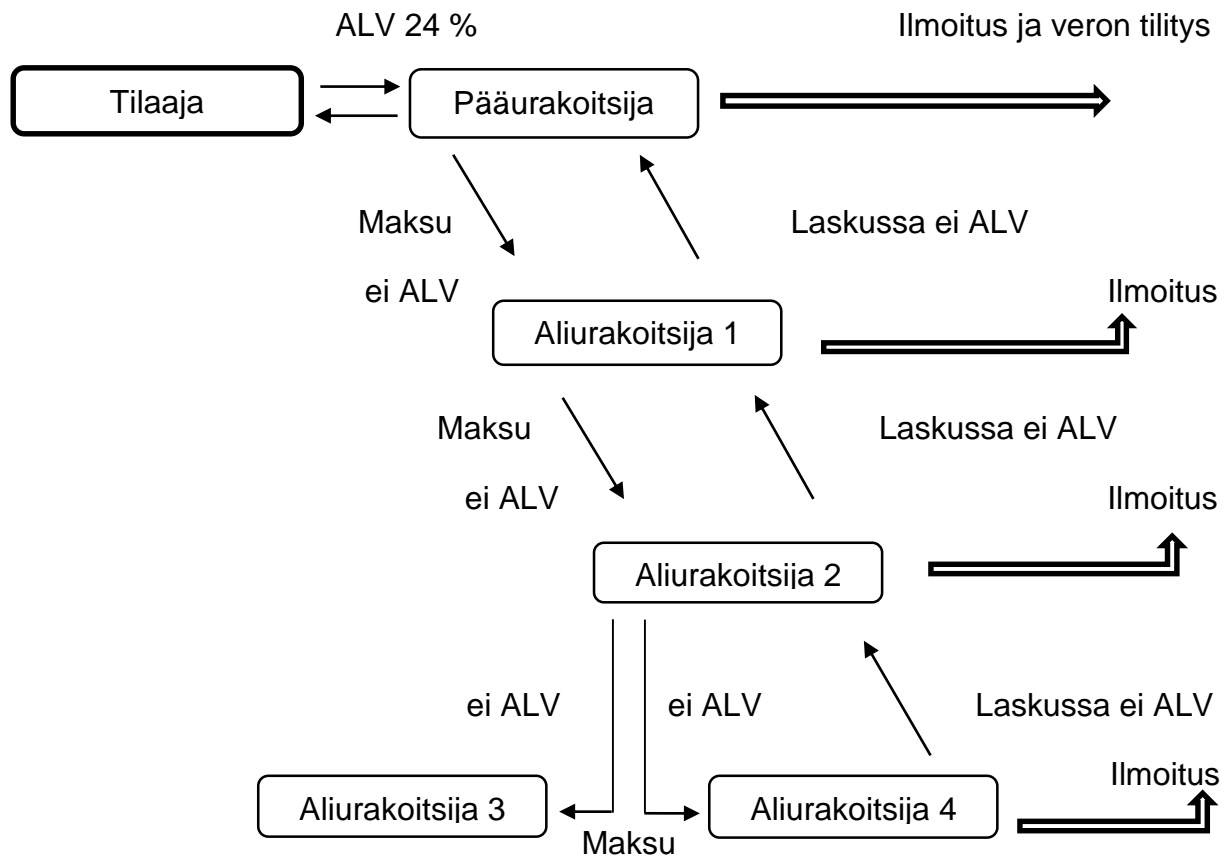 ALV 24 %
Ilmoitus ja veron tilitys
Tilaaja
Pääurakoitsija
Maksu
Laskussa ei ALV
ei ALV
Ilmoitus
Aliurakoitsija 1
Maksu
Laskussa ei ALV
ei ALV
Ilmoitus
Aliurakoitsija 2
ei ALV
ei ALV
Laskussa ei ALV
Ilmoitus
Aliurakoitsija 3
Aliurakoitsija 4
Maksu